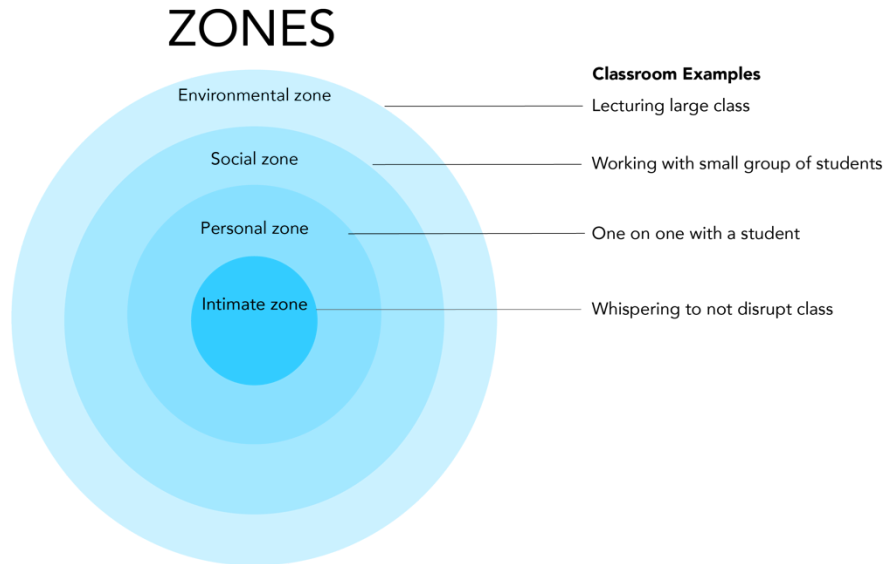 ZONES
Classroom Examples
Environmental zone
Lecturing large class
Social zone
Working with small group of students
Personal zone
One on one with a student
Intimate zone
Whispering to not disrupt class